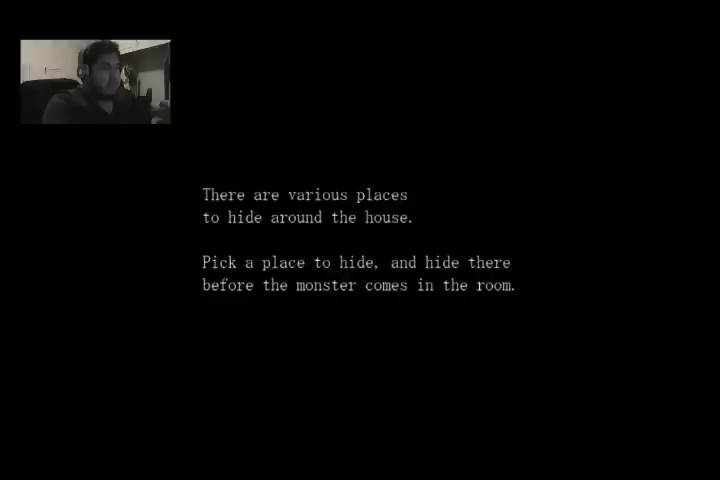 There are various places
to hide around the house.
Pick a place to hide, and hide there
before the monster comes in the room.